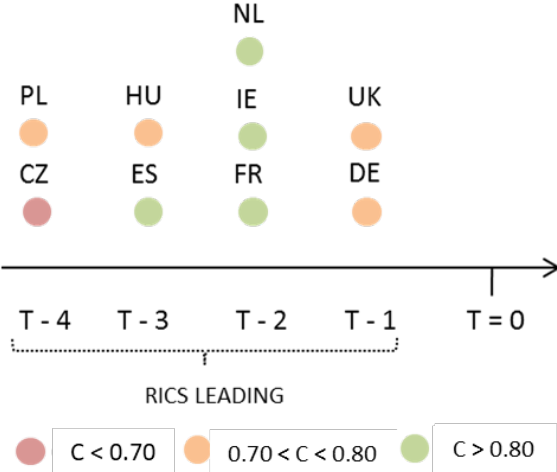 NL
PL HU IE UK
CZ ES FR DE
T - 4 T - 3 T - 2 T - 1 T = 0
RICS LEADING
C < 0.70 0.70 < C < 0.80 C > 0.80